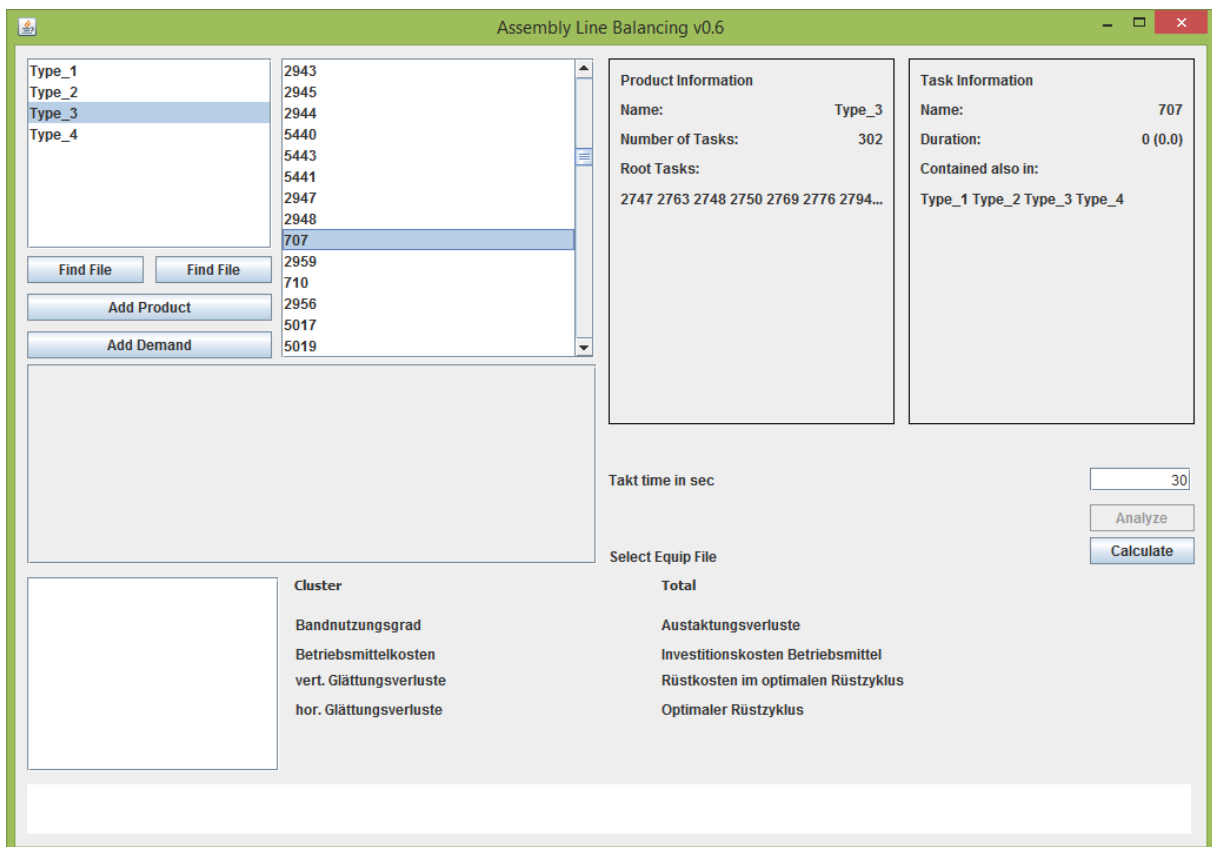 Assembly Line Balancing v0.6
Type_1
Type_2
Type_3
Type_4
Find File
Find File
Add Product
Add Demand
2943
2945
2944
5440
5443
5441
2947
2948
707
2959
710
2956
5017
5019
Product Information
Name: Type_3
Number of Tasks: 302
Root Tasks:
2747 2763 2748 2750 2769 2776 2794...
Task Information
Name: 707
Duration: 0 (0.0)
Contained also in:
Type_1 Type_2 Type_3 Type_4
Takt time in sec 30
Analyze
Select Equip File
Calculate
Cluster
Bandnutzungsgrad
Betriebsmittelkosten
vert. Glättungsverluste
hor. Glättungsverluste
Total
Austaktungsverluste
Investitionskosten Betriebsmittel
Rüstkosten im optimalen Rüstzyklus
Optimaler Rüstzyklus